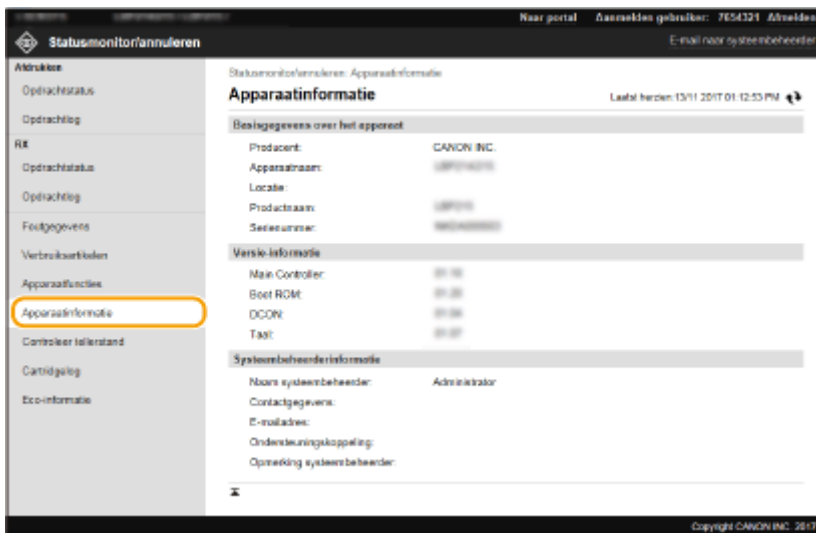 Naar portal Aanmelden gebruiker: 7654321 Afmelden
Statusmonitor/annuleren
E-mail naar systeembeheerder
Afdrukken
Opdrachtstatus
Opdrachtlog
RX
Opdrachtstatus
Opdrachtlog
Foutgegevens
Verbruiksartikelen
Apparaatfuncties
Apparaatinformatie
Controleer tellerstand
Cartridgelog
Eco-informatie
Statusmonitor/annuleren: Apparaatinformatie
Apparaatinformatie
Laatst herzien: 13/11 2017 01:12:53 PM
Basisgegevens over het apparaat
Producent: CANON INC.
Apparaatnaam:
Locatie:
Productnaam:
Serienummer:
Versie-informatie
Main Controller:
Boot ROM:
DCON:
Taal:
Systeembeheerderinformatie
Naam systeembeheerder: Administrator
Contactgegevens:
E-mailadres:
Ondersteuningskoppeling:
Opmerking systeembeheerder:
Copyright CANON INC. 2017